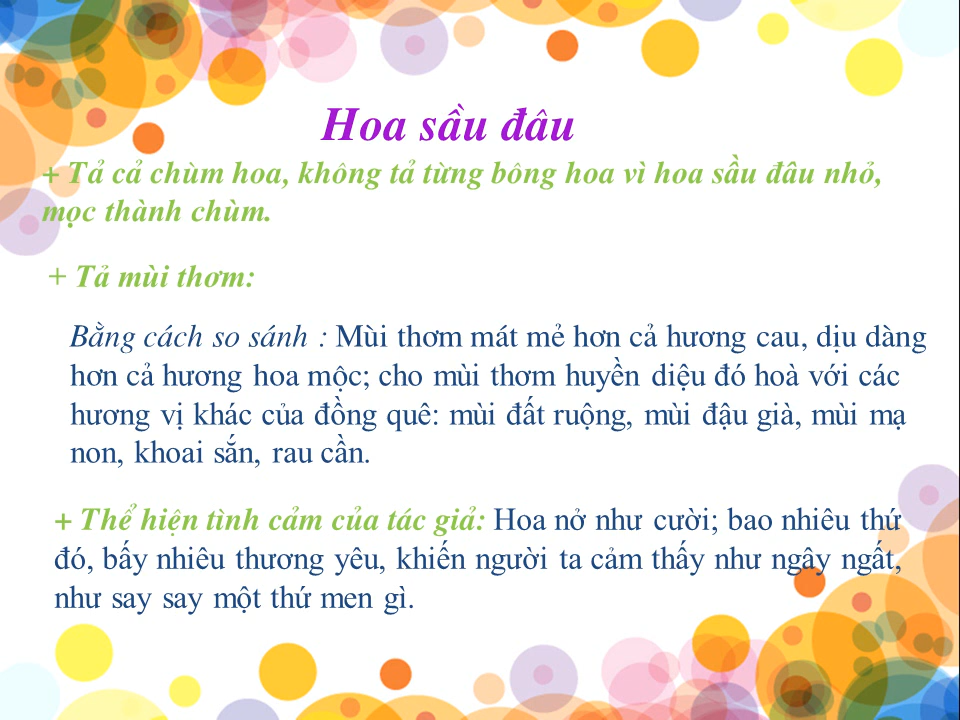 Hoa sầu đâu
+ Tả cả chùm hoa, không tả từng bông hoa vì hoa sầu đâu nhỏ,
mọc thành chùm.
+ Tả mùi thơm:
Bằng cách so sánh : Mùi thơm mát mẻ hơn cả hương cau, dịu dàng
hơn cả hương hoa mộc; cho mùi thơm huyền diệu đó hoà với các
hương vị khác của đồng quê: mùi đất ruộng, mùi đậu già, mùi mạ
non, khoai sắn, rau cần.
+ Thể hiện tình cảm của tác giả: Hoa nở như cười; bao nhiêu thứ
đó, bấy nhiêu thương yêu, khiến người ta cảm thấy như ngây ngất,
như say say một thứ men gì.